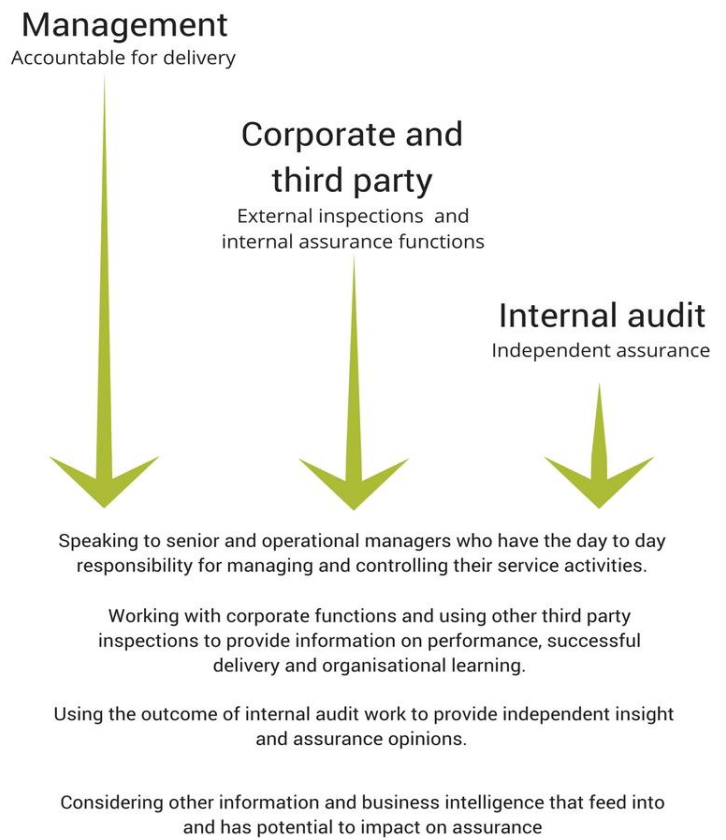 Management
Accountable for delivery
Corporate and
third party
External inspections and
internal assurance functions
Internal audit
Independent assurance
Speaking to senior and operational managers who have the day to day
responsibility for managing and controlling their service activities.
Working with corporate functions and using other third party
inspections to provide information on performance, successful
delivery and organisational learning.
Using the outcome of internal audit work to provide independent insight
and assurance opinions.
Considering other information and business intelligence that feed into
and has potential to impact on assurance